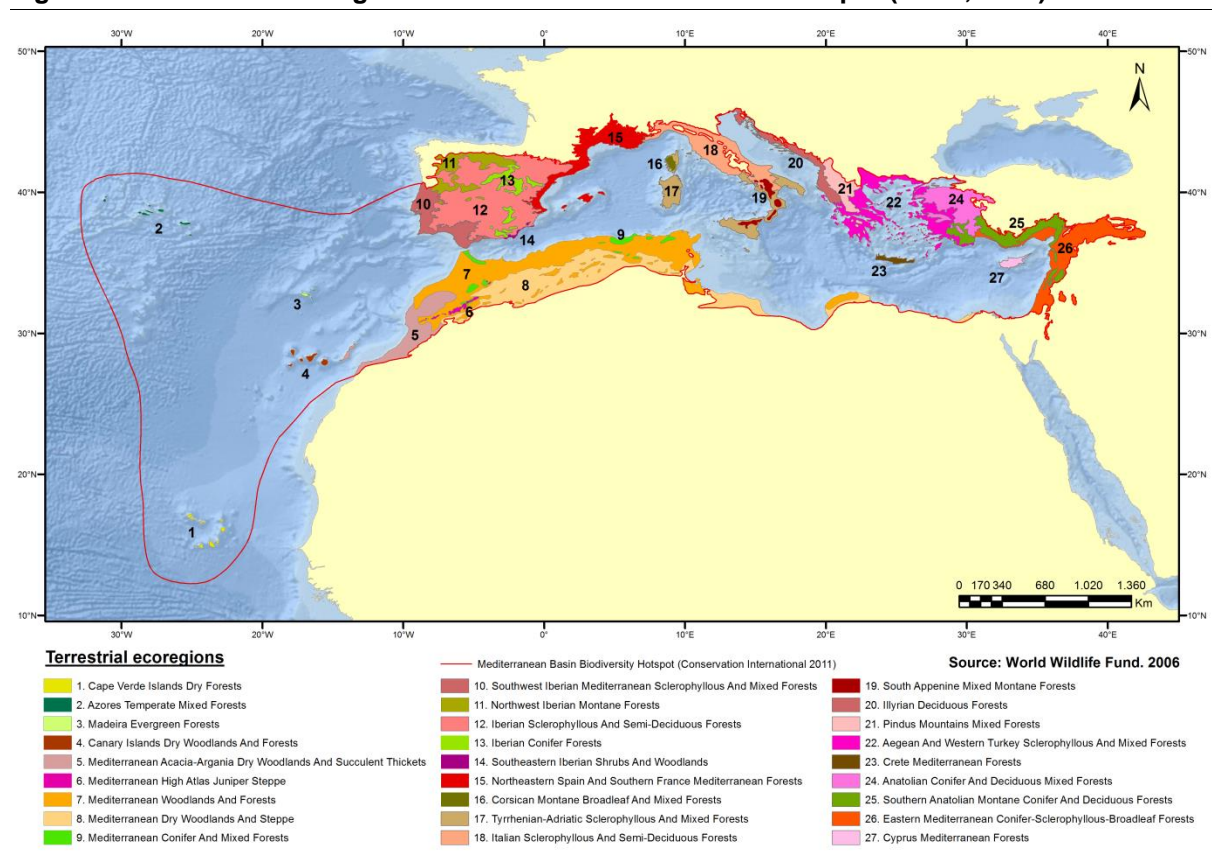 30°W 20°W 10°W 0° 10°E 20°E 30°E 40°E
50°N 50°N
N
40°N 40°N
30°N 30°N
20°N 20°N
10°N 10°N
15
11
13
16
18
20
10
12
17
19
21
22
24
25
26
2
14
9
23
27
7
8
3
6
5
4
1
0 170 340 680 1.020 1.360
Km
30°W 20°W 10°W 0° 10°E 20°E 30°E 40°E
Terrestrial ecoregions
Mediterranean Basin Biodiversity Hotspot (Conservation International 2011)
Source: World Wildlife Fund. 2006
1. Cape Verde Islands Dry Forests
2. Azores Temperate Mixed Forests
3. Madeira Evergreen Forests
4. Canary Islands Dry Woodlands And Forests
5. Mediterranean Acacia-Argania Dry Woodlands And Succulent Thickets
6. Mediterranean High Atlas Juniper Steppe
7. Mediterranean Woodlands And Forests
8. Mediterranean Dry Woodlands And Steppe
9. Mediterranean Conifer And Mixed Forests
10. Southwest Iberian Mediterranean Sclerophyllous And Mixed Forests
11. Northwest Iberian Montane Forests
12. Iberian Sclerophyllous And Semi-Deciduous Forests
13. Iberian Conifer Forests
14. Southeastern Iberian Shrubs And Woodlands
15. Northeastern Spain And Southern France Mediterranean Forests
16. Corsican Montane Broadleaf And Mixed Forests
17. Tyrrhenian-Adriatic Sclerophyllous And Mixed Forests
18. Italian Sclerophyllous And Semi-Deciduous Forests
19. South Appenine Mixed Montane Forests
20. Illyrian Deciduous Forests
21. Pindus Mountains Mixed Forests
22. Aegean And Western Turkey Sclerophyllous And Mixed Forests
23. Crete Mediterranean Forests
24. Anatolian Conifer And Deciduous Mixed Forests
25. Southern Anatolian Montane Conifer And Deciduous Forests
26. Eastern Mediterranean Conifer-Sclerophyllous-Broadleaf Forests
27. Cyprus Mediterranean Forests